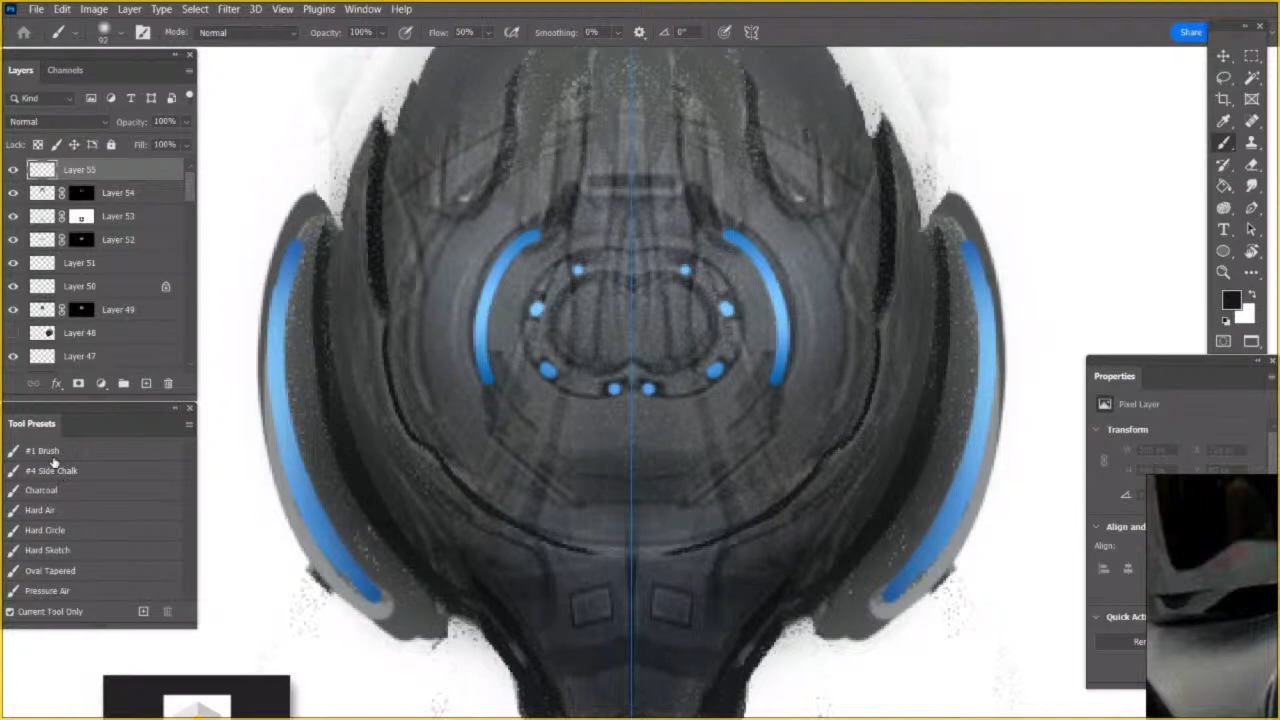 Ps File Edit Image Layer Type Select Filter 3D View Plugins Window Help
92 Mode: Normal Opacity: 100% Flow: 50% Smoothing: 0% 0° Share
Layers Channels
Kind
Normal Opacity: 100%
Lock: Fill: 100%
Layer 55
Layer 54
Layer 53
Layer 52
Layer 51
Layer 50
Layer 49
Layer 48
Layer 47
fx
Tool Presets
#1 Brush
#4 Side Chalk
Charcoal
Hard Air
Hard Circle
Hard Sketch
Oval Tapered
Pressure Air
Current Tool Only
Properties
Pixel Layer
Transform
Align and
Align:
Quick Act